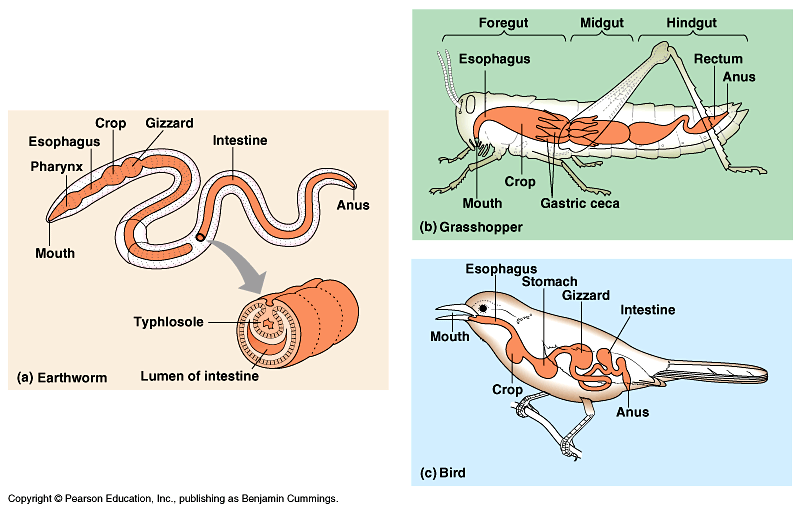 Crop
Gizzard
Esophagus
Intestine
Pharynx
Anus
Mouth
Typhlosole
Lumen of intestine
(a) Earthworm
Foregut
Midgut
Hindgut
Esophagus
Rectum
Anus
Mouth
Crop
Gastric ceca
(b) Grasshopper
Esophagus
Stomach
Gizzard
Intestine
Mouth
Crop
Anus
(c) Bird
Copyright © Pearson Education, Inc., publishing as Benjamin Cummings.